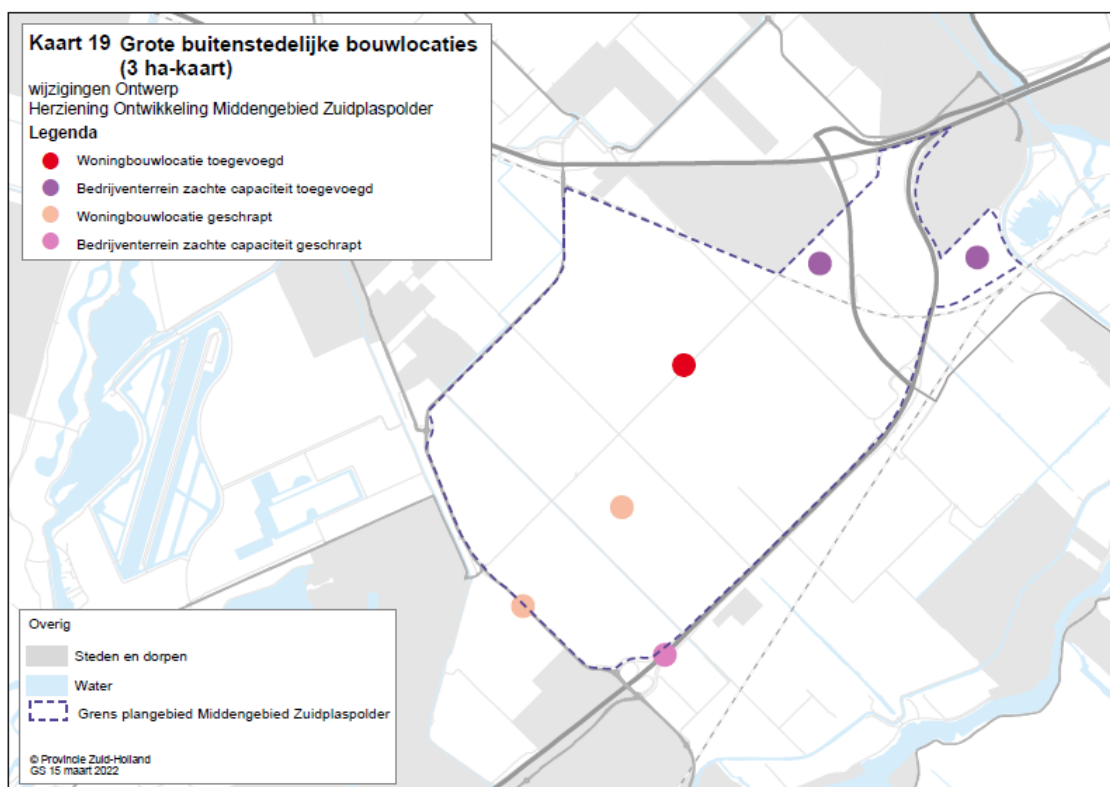 Kaart 19 Grote buitenstedelijke bouwlocaties
(3 ha-kaart)
wijzigingen Ontwerp
Herziening Ontwikkeling Middengebied Zuidplaspolder
Legenda
Woningbouwlocatie toegevoegd
Bedrijventerrein zachte capaciteit toegevoegd
Woningbouwlocatie geschrapt
Bedrijventerrein zachte capaciteit geschrapt
Overig
Steden en dorpen
Water
Grens plangebied Middengebied Zuidplaspolder
© Provincie Zuid-Holland
GS 15 maart 2022